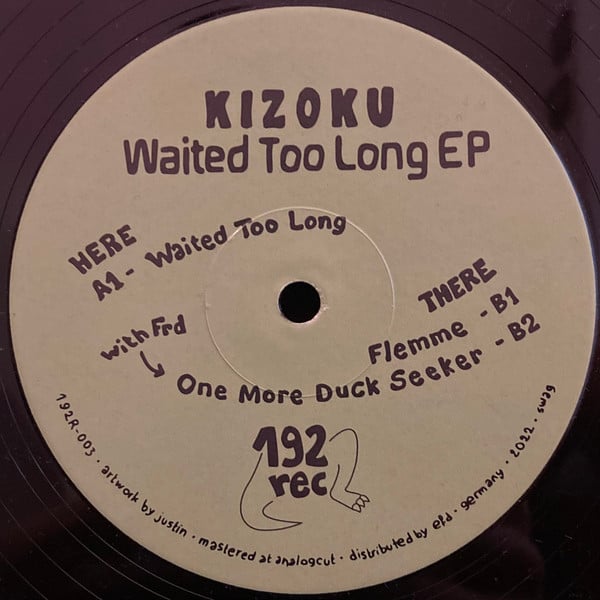 KIZOKU
Waited Too Long EP
HERE
A1 - Waited Too Long
THERE
Flemme - B1
with Frd
One More Duck Seeker - B2
192
rec
192R-003 • artwork by justin • mastered at analogcut • distributed by efd • germany • 2022 • swag